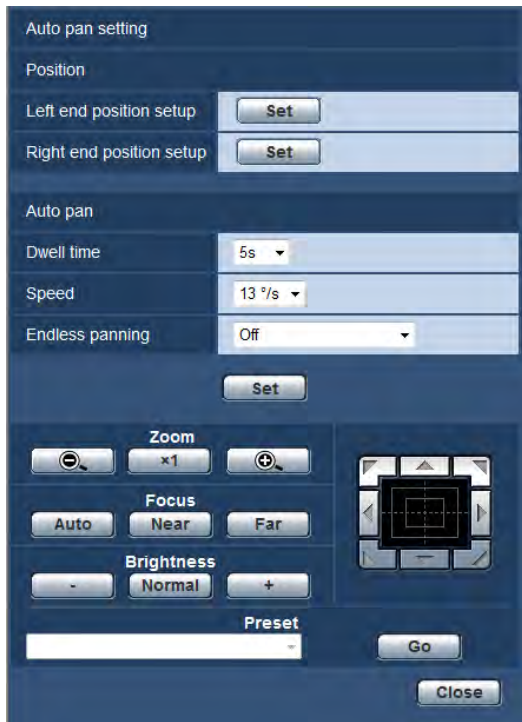 Auto pan setting
Position
Left end position setup Set
Right end position setup Set
Auto pan
Dwell time 5s
Speed 13 °/s
Endless panning Off
Set
Zoom
×1
Focus
Auto Near Far
Brightness
- Normal +
Preset
Go
Close